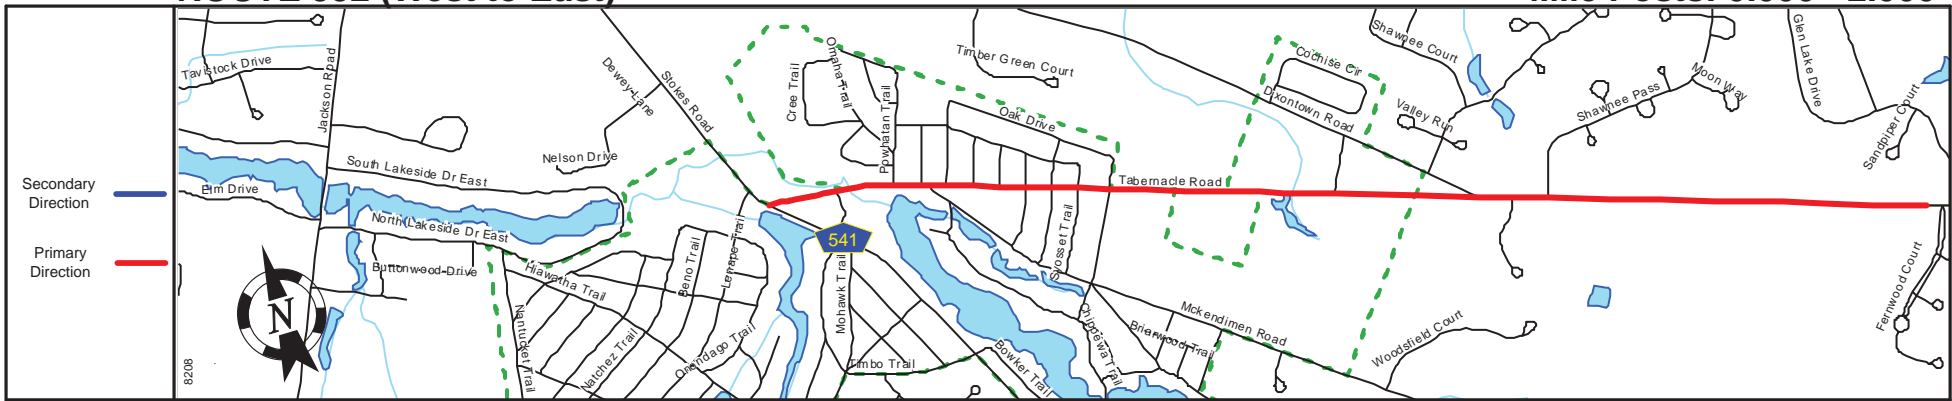 Secondary
Direction
Primary
Direction
Tavistock Drive
Jackson Road
South Lakeside Dr East
Elm Drive
North Lakeside Dr East
Buttonwood Drive
N
8208
Dewey Lane
Nelson Drive
Stokes Road
Hiawatha Trail
Nantucket Trail
Natchez Trail
Beno Trail
Lenape Trail
Onondago Trail
Cree Trail
Omaha Trail
Powhatan Trail
541
Mohawk Trail
Timbo Trail
Timber Green Court
Oak Drive
Tabernacle Road
Syosset Trail
Bowker Trail
Chippewa Trail
Briarwood Trail
Mckendimen Road
Cochise Cir
Dixontown Road
Shawnee Court
Valley Run
Shawnee Pass
Moon Way
Glen Lake Drive
Sandpiper Court
Woodsfield Court
Fernwood Court